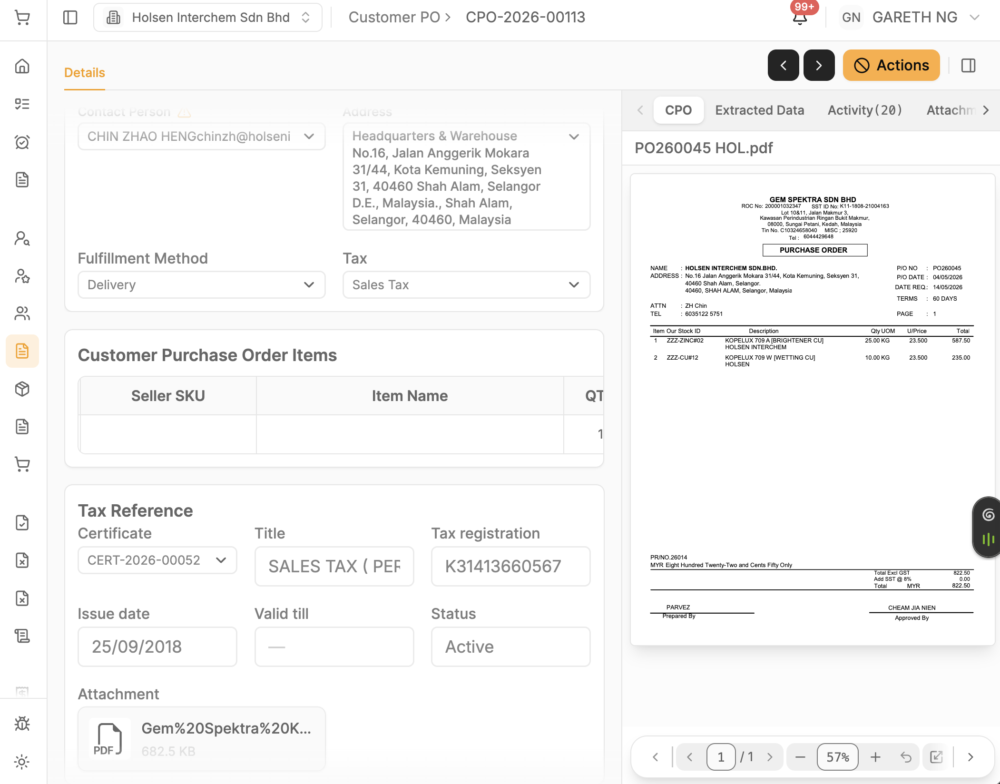 Holsen Interchem Sdn Bhd
Customer PO > CPO-2026-00113
99+
GN GARETH NG
Details
Actions
Contact Person
CHIN ZHAO HENGchinzh@holseni
Address
Headquarters & Warehouse
No.16, Jalan Anggerik Mokara
31/44, Kota Kemuning, Seksyen
31, 40460 Shah Alam, Selangor
D.E., Malaysia., Shah Alam,
Selangor, 40460, Malaysia
Fulfillment Method
Delivery
Tax
Sales Tax
Customer Purchase Order Items
Seller SKU Item Name QT
1
Tax Reference
Certificate
CERT-2026-00052
Title
SALES TAX ( PER
Tax registration
K31413660567
Issue date
25/09/2018
Valid till
—
Status
Active
Attachment
Gem%20Spektra%20K...
682.5 KB
PDF
CPO Extracted Data Activity(20) Attachm
PO260045 HOL.pdf
GEM SPEKTRA SDN BHD
ROC No: 200001032347 SST ID No: K11-1808-21004163
Lot 10&11, Jalan Makmur 3,
Kawasan Perindustrian Ringan Bukit Makmur,
08000, Sungai Petani, Kedah, Malaysia
Tin No. C10324658040 MISC ; 25920
Tel : 6044429648
PURCHASE ORDER
NAME : HOLSEN INTERCHEM SDN.BHD.
ADDRESS : No.16 Jalan Anggerik Mokara 31/44, Kota Kemuning, Seksyen 31,
40460 Shah Alam, Selangor.
40460, SHAH ALAM, Selangor, Malaysia
ATTN : ZH Chin
TEL : 6035122 5751
P/O NO : PO260045
P/O DATE : 04/05/2026
DATE REQ.: 14/05/2026
TERMS : 60 DAYS
PAGE : 1
Item Our Stock ID Description Qty UOM U/Price Total
1 ZZZ-ZINC#02 KOPELUX 709 A [BRIGHTENER CU] 25.00 KG 23.500 587.50
HOLSEN INTERCHEM
2 ZZZ-CU#12 KOPELUX 709 W [WETTING CU] 10.00 KG 23.500 235.00
HOLSEN
PR/NO.26014
MYR Eight Hundred Twenty-Two and Cents Fifty Only
Total Excl GST 822.50
Add SST @ 8% 0.00
Total MYR 822.50
PARVEZ
Prepared By
CHEAM JIA NIEN
Approved By
1 / 1
57%